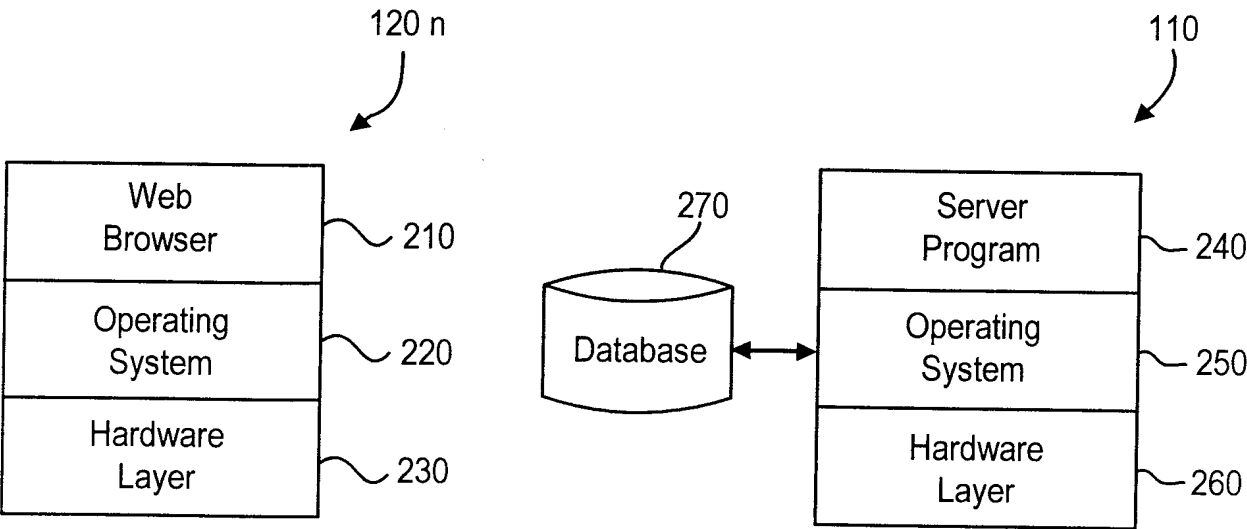 120 n
110
Web
Browser
210
Operating
System
220
Hardware
Layer
230
270
Database
Server
Program
240
Operating
System
250
Hardware
Layer
260